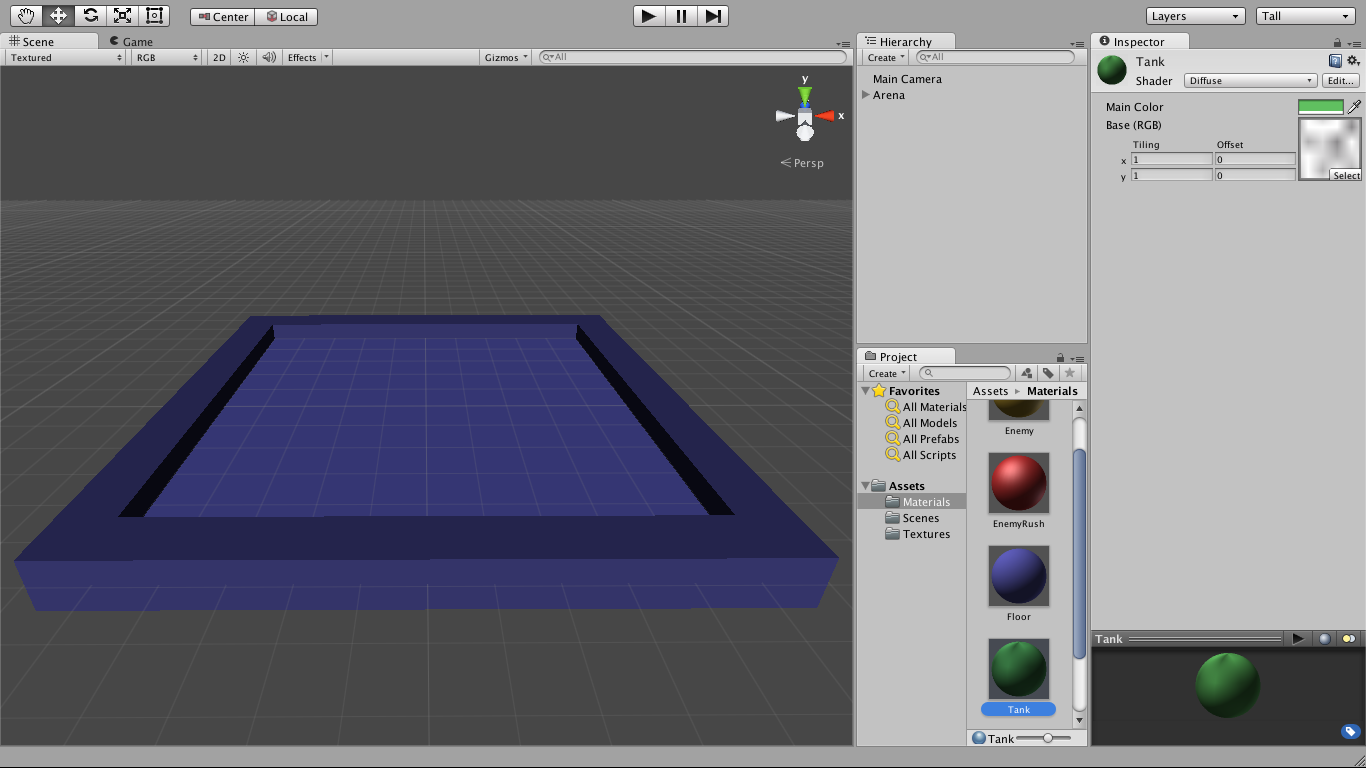 Center Local Layers Tall
Scene Game
Textured RGB 2D Effects Gizmos All
y
x
Persp
Hierarchy
Create All
Main Camera
Arena
Project
Create
Favorites
All Materials
All Models
All Prefabs
All Scripts
Assets
Materials
Scenes
Textures
Assets Materials
Enemy
EnemyRush
Floor
Tank
Tank
Inspector
Tank
Shader Diffuse Edit...
Main Color
Base (RGB)
Tiling Offset
x 1 0
y 1 0
Select
Tank